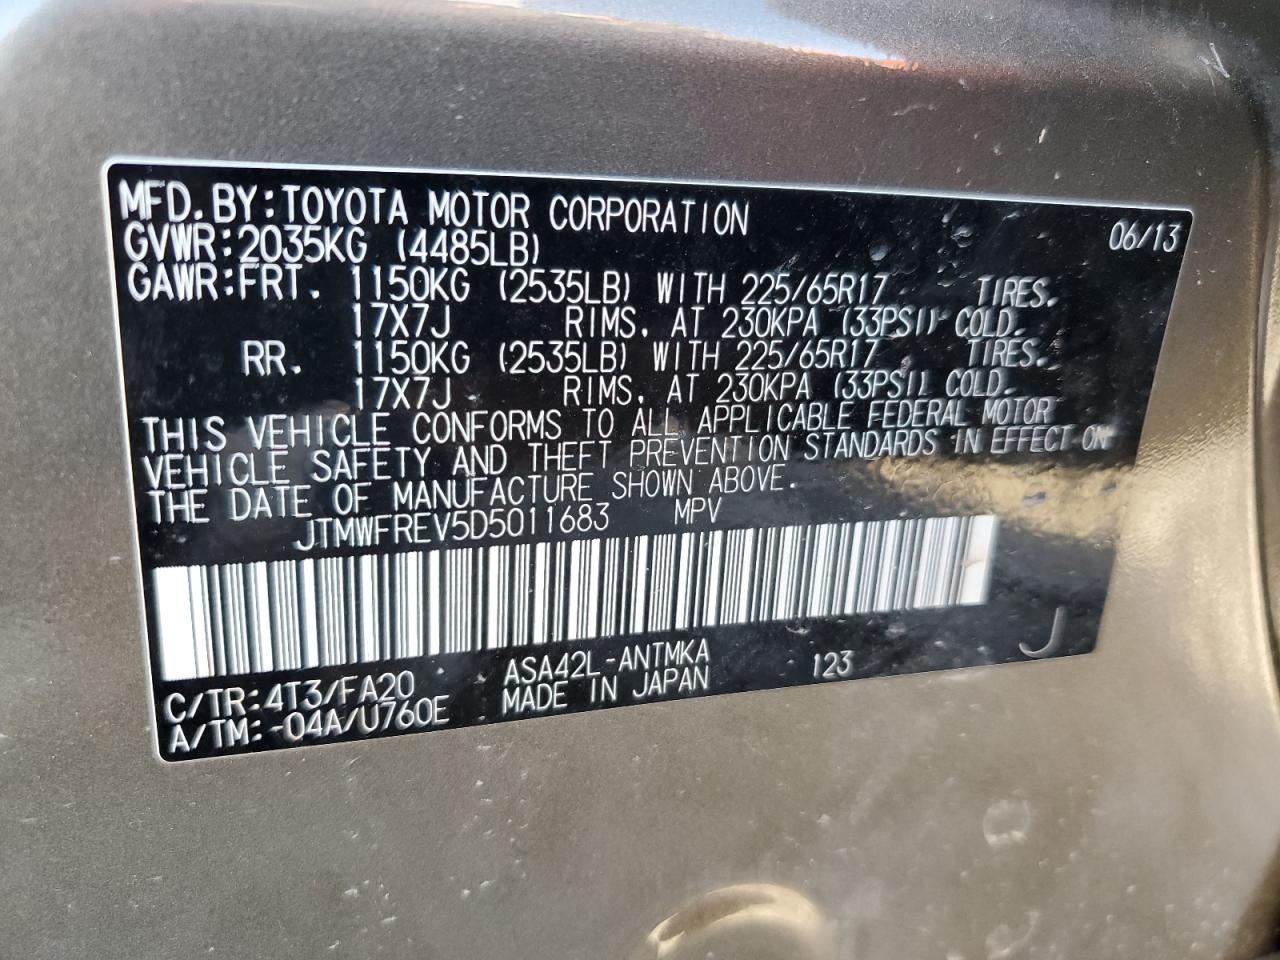 MFD.BY:TOYOTA MOTOR CORPORATION 06/13
GVWR:2035KG (4485LB)
GAWR:FRT. 1150KG (2535LB) WITH 225/65R17 TIRES.
17X7J RIMS, AT 230KPA (33PSI) COLD.
RR. 1150KG (2535LB) WITH 225/65R17 TIRES.
17X7J RIMS, AT 230KPA (33PSI) COLD.
THIS VEHICLE CONFORMS TO ALL APPLICABLE FEDERAL MOTOR
VEHICLE SAFETY AND THEFT PREVENTION STANDARDS IN EFFECT ON
THE DATE OF MANUFACTURE SHOWN ABOVE.
JTMWFREV5D5011683 MPV
C/TR:4T3/FA20 ASA42L-ANTMKA 123 J
A/TM:-04A/U760E MADE IN JAPAN